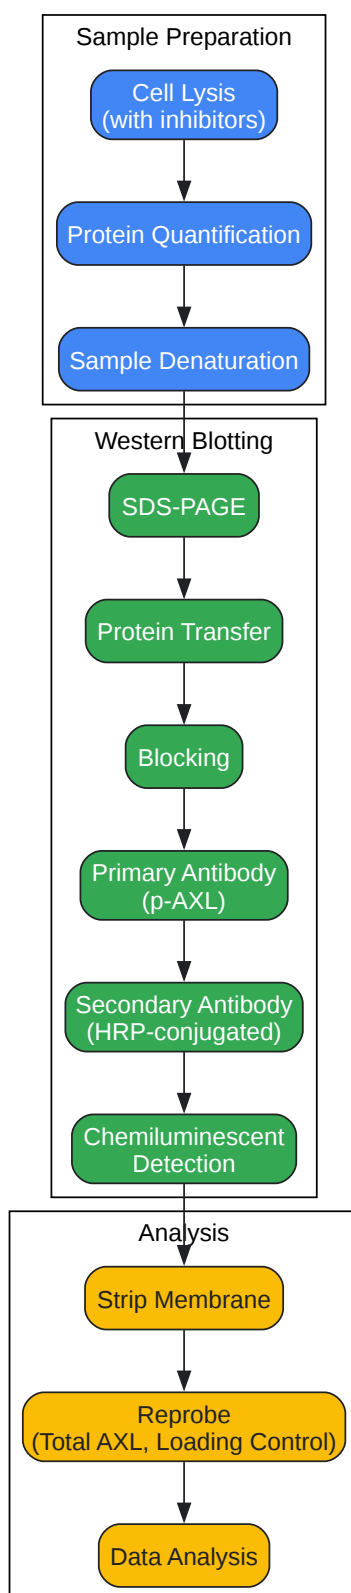 Sample Preparation
Cell Lysis
(with inhibitors)
Protein Quantification
Sample Denaturation
Western Blotting
SDS-PAGE
Protein Transfer
Blocking
Primary Antibody
(p-AXL)
Secondary Antibody
(HRP-conjugated)
Chemiluminescent
Detection
Analysis
Strip Membrane
Reprobe
(Total AXL, Loading Control)
Data Analysis